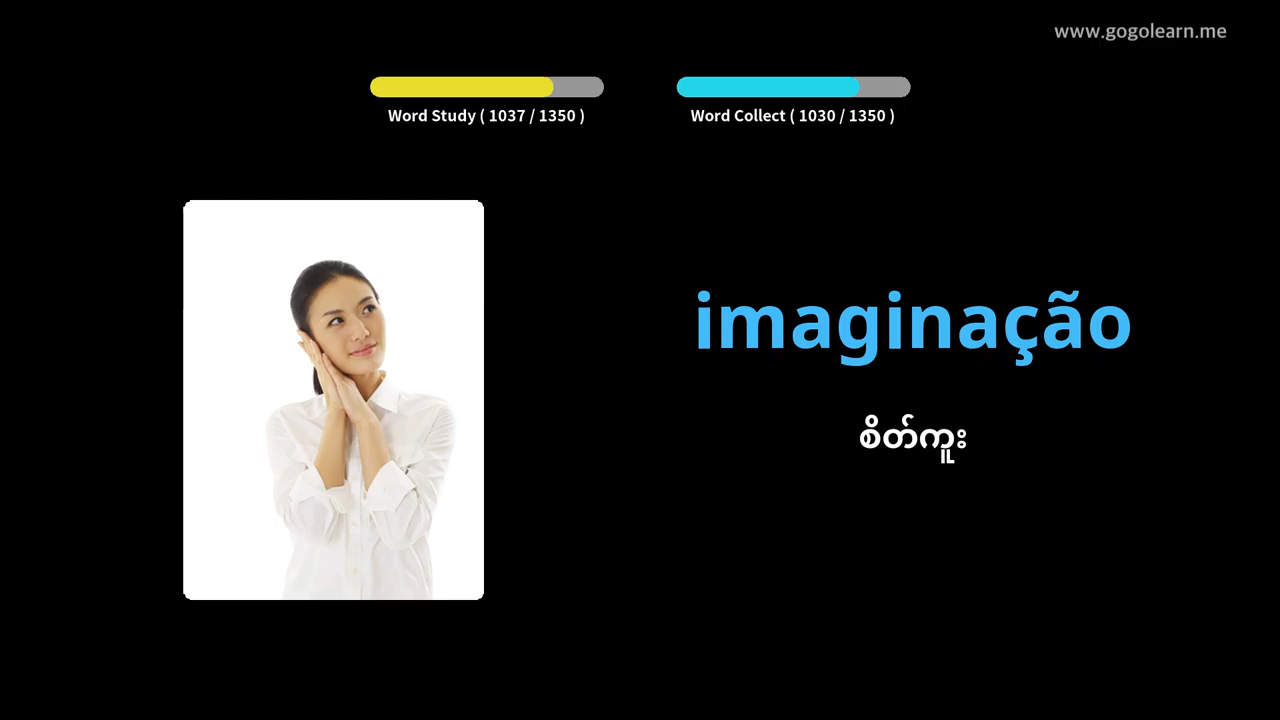 www.gogolearn.me
Word Study ( 1037 / 1350 )
Word Collect ( 1030 / 1350 )
imaginação
စိတ်ကူး